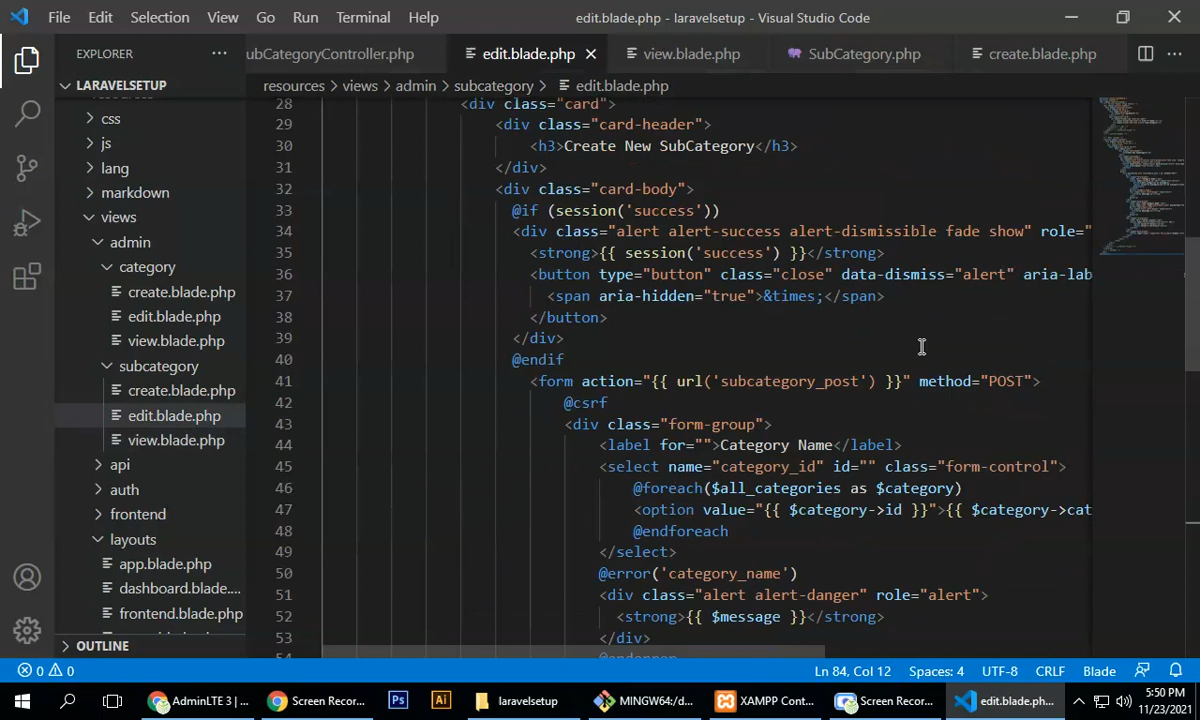 File Edit Selection View Go Run Terminal Help edit.blade.php - laravelsetup - Visual Studio Code
EXPLORER ubCategoryController.php edit.blade.php view.blade.php SubCategory.php create.blade.php
LARAVELSETUP
resources > views > admin > subcategory > edit.blade.php
css
js
lang
markdown
views
admin
category
create.blade.php
edit.blade.php
view.blade.php
subcategory
create.blade.php
edit.blade.php
view.blade.php
api
auth
frontend
layouts
app.blade.php
dashboard.blade....
frontend.blade.php
OUTLINE
28 <div class="card">
29 <div class="card-header">
30 <h3>Create New SubCategory</h3>
31 </div>
32 <div class="card-body">
33 @if (session('success'))
34 <div class="alert alert-success alert-dismissible fade show" role="
35 <strong>{{ session('success') }}</strong>
36 <button type="button" class="close" data-dismiss="alert" aria-lab
37 <span aria-hidden="true">&times;</span>
38 </button>
39 </div>
40 @endif
41 <form action="{{ url('subcategory_post') }}" method="POST">
42 @csrf
43 <div class="form-group">
44 <label for="">Category Name</label>
45 <select name="category_id" id="" class="form-control">
46 @foreach($all_categories as $category)
47 <option value="{{ $category->id }}">{{ $category->cat
48 @endforeach
49 </select>
50 @error('category_name')
51 <div class="alert alert-danger" role="alert">
52 <strong>{{ $message }}</strong>
53 </div>
54
0 0 Ln 84, Col 12 Spaces: 4 UTF-8 CRLF Blade
AdminLTE 3 | ... Screen Recor... Ps Ai laravelsetup MINGW64:/d... XAMPP Cont... Screen Recor... edit.blade.ph... 5:50 PM
11/23/2021